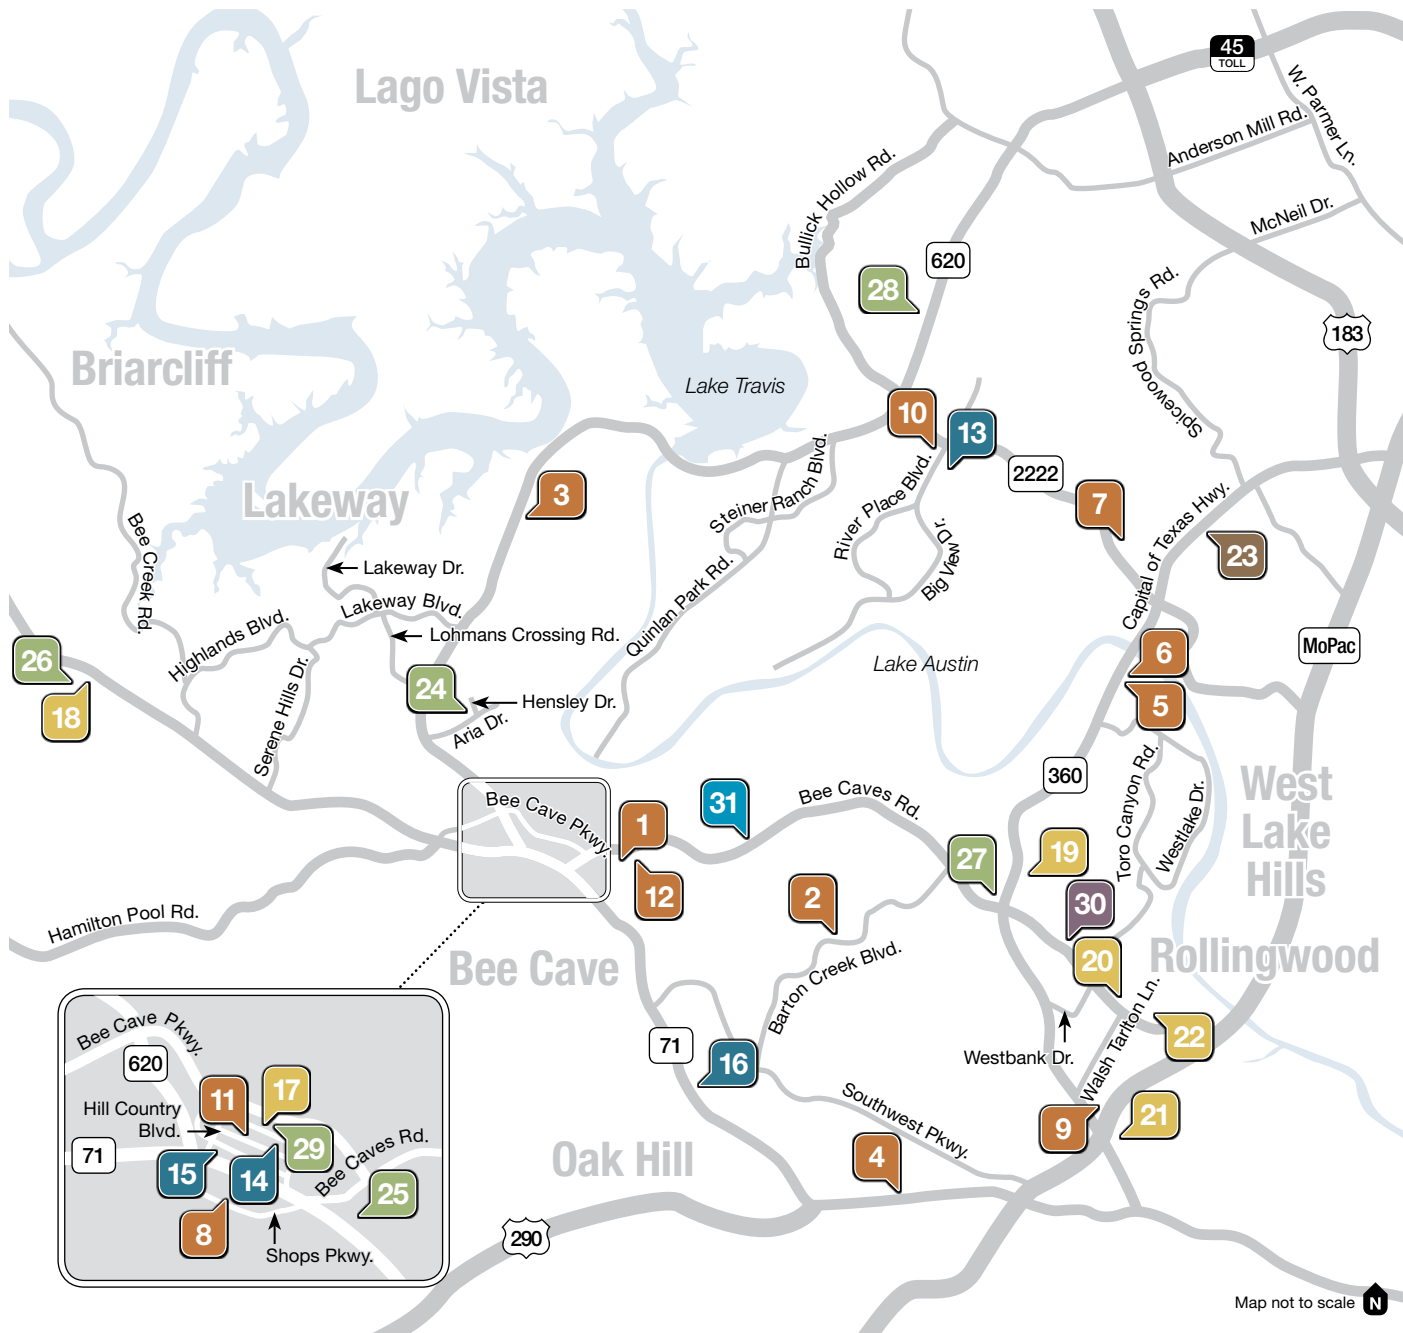 45
TOLL
Lago Vista
W. Parmer Ln.
Anderson Mill Rd.
Bullick Hollow Rd.
McNeil Dr.
620
28
Spicewood Springs Rd.
183
Briarcliff
Lake Travis
10
13
2222
Lakeway
3
Steiner Ranch Blvd.
River Place Blvd.
7
Capital of Texas Hwy.
23
Bee Creek Rd.
Lakeway Dr.
Big View Dr.
Quinlan Park Rd.
Lakeway Blvd.
Lohmans Crossing Rd.
Highlands Blvd.
MoPac
26
6
Lake Austin
24
Hensley Dr.
5
18
Serene Hills Dr.
Aria Dr.
360
Toro Canyon Rd.
West
Lake
Hills
Bee Cave Pkwy.
31
Bee Caves Rd.
1
Westlake Dr.
27
19
12
2
30
Hamilton Pool Rd.
Bee Cave
Barton Creek Blvd.
20
Rollingwood
Bee Cave Pkwy.
71
16
Westbank Dr.
Walsh Tarlton Ln.
22
620
11
17
Hill Country
Blvd.
71
29
Bee Caves Rd.
15
14
25
8
Shops Pkwy.
Southwest Pkwy.
9
21
Oak Hill
4
290
Map not to scale
N